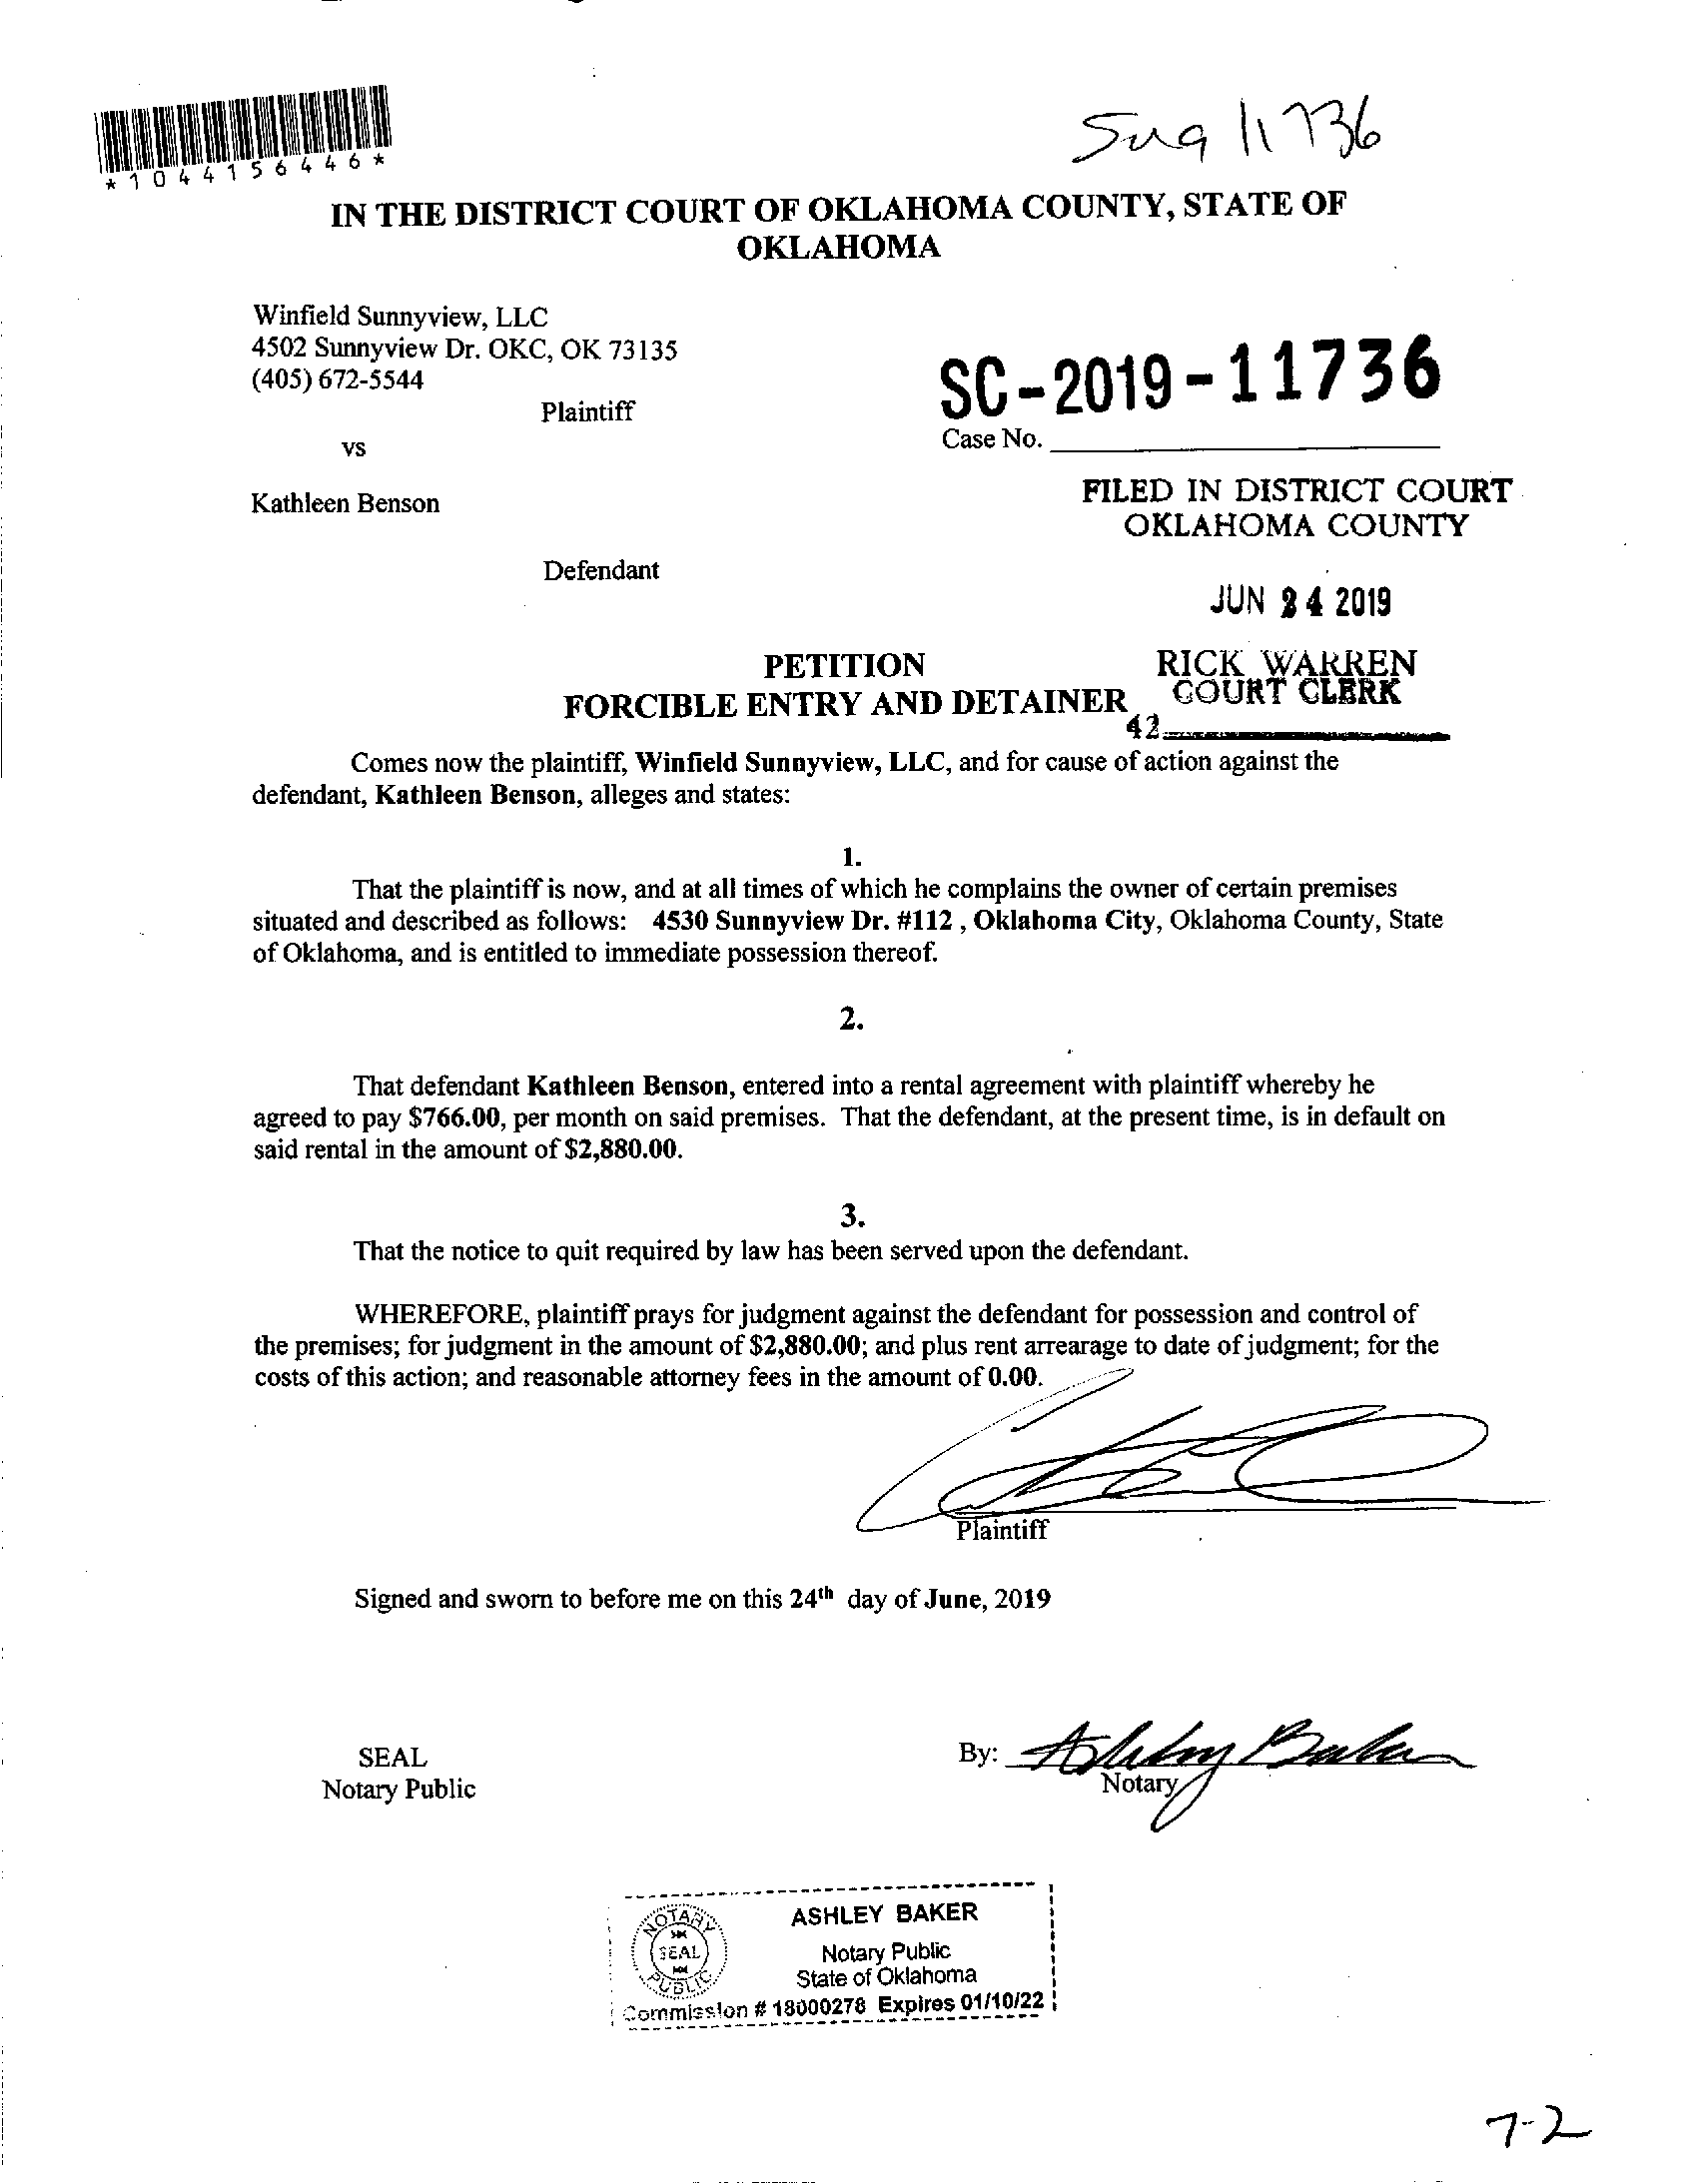 *1044156446*
IN THE DISTRICT COURT OF OKLAHOMA COUNTY, STATE OF
OKLAHOMA
Winfield Sunnyview, LLC
4502 Sunnyview Dr. OKC, OK 73135
(405) 672-5544
Plaintiff
vs
Kathleen Benson
Defendant
11736
SC-2019-11736
Case No.
FILED IN DISTRICT COURT
OKLAHOMA COUNTY
JUN 24 2019
RICK WARREN
COURT CLERK
42
PETITION
FORCIBLE ENTRY AND DETAINER
Comes now the plaintiff, Winfield Sunnyview, LLC, and for cause of action against the
defendant, Kathleen Benson, alleges and states:
1.
That the plaintiff is now, and at all times of which he complains the owner of certain premises
situated and described as follows: 4530 Sunnyview Dr. #112 , Oklahoma City, Oklahoma County, State
of Oklahoma, and is entitled to immediate possession thereof.
2.
That defendant Kathleen Benson, entered into a rental agreement with plaintiff whereby he
agreed to pay $766.00, per month on said premises. That the defendant, at the present time, is in default on
said rental in the amount of $2,880.00.
3.
That the notice to quit required by law has been served upon the defendant.
WHEREFORE, plaintiff prays for judgment against the defendant for possession and control of
the premises; for judgment in the amount of $2,880.00; and plus rent arrearage to date of judgment; for the
costs of this action; and reasonable attorney fees in the amount of 0.00.
Plaintiff
Signed and sworn to before me on this 24th day of June, 2019
SEAL
Notary Public
By: Ashley Baker
Notary
NOTARY
SEAL
PUBLIC
ASHLEY BAKER
Notary Public
State of Oklahoma
Commission # 18000278 Expires 01/10/22
7-2